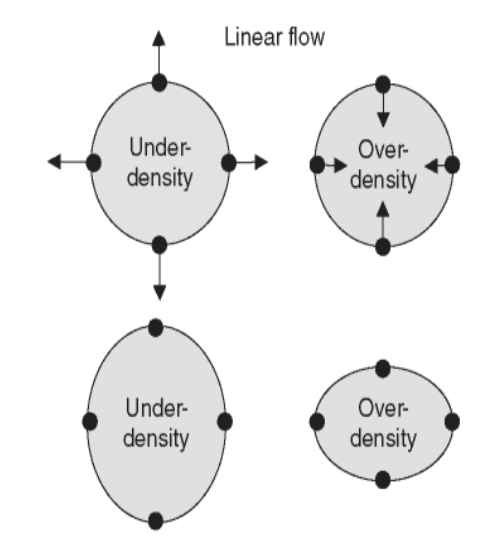 Linear flow
Under-
density
Over-
density
Under-
density
Over-
density